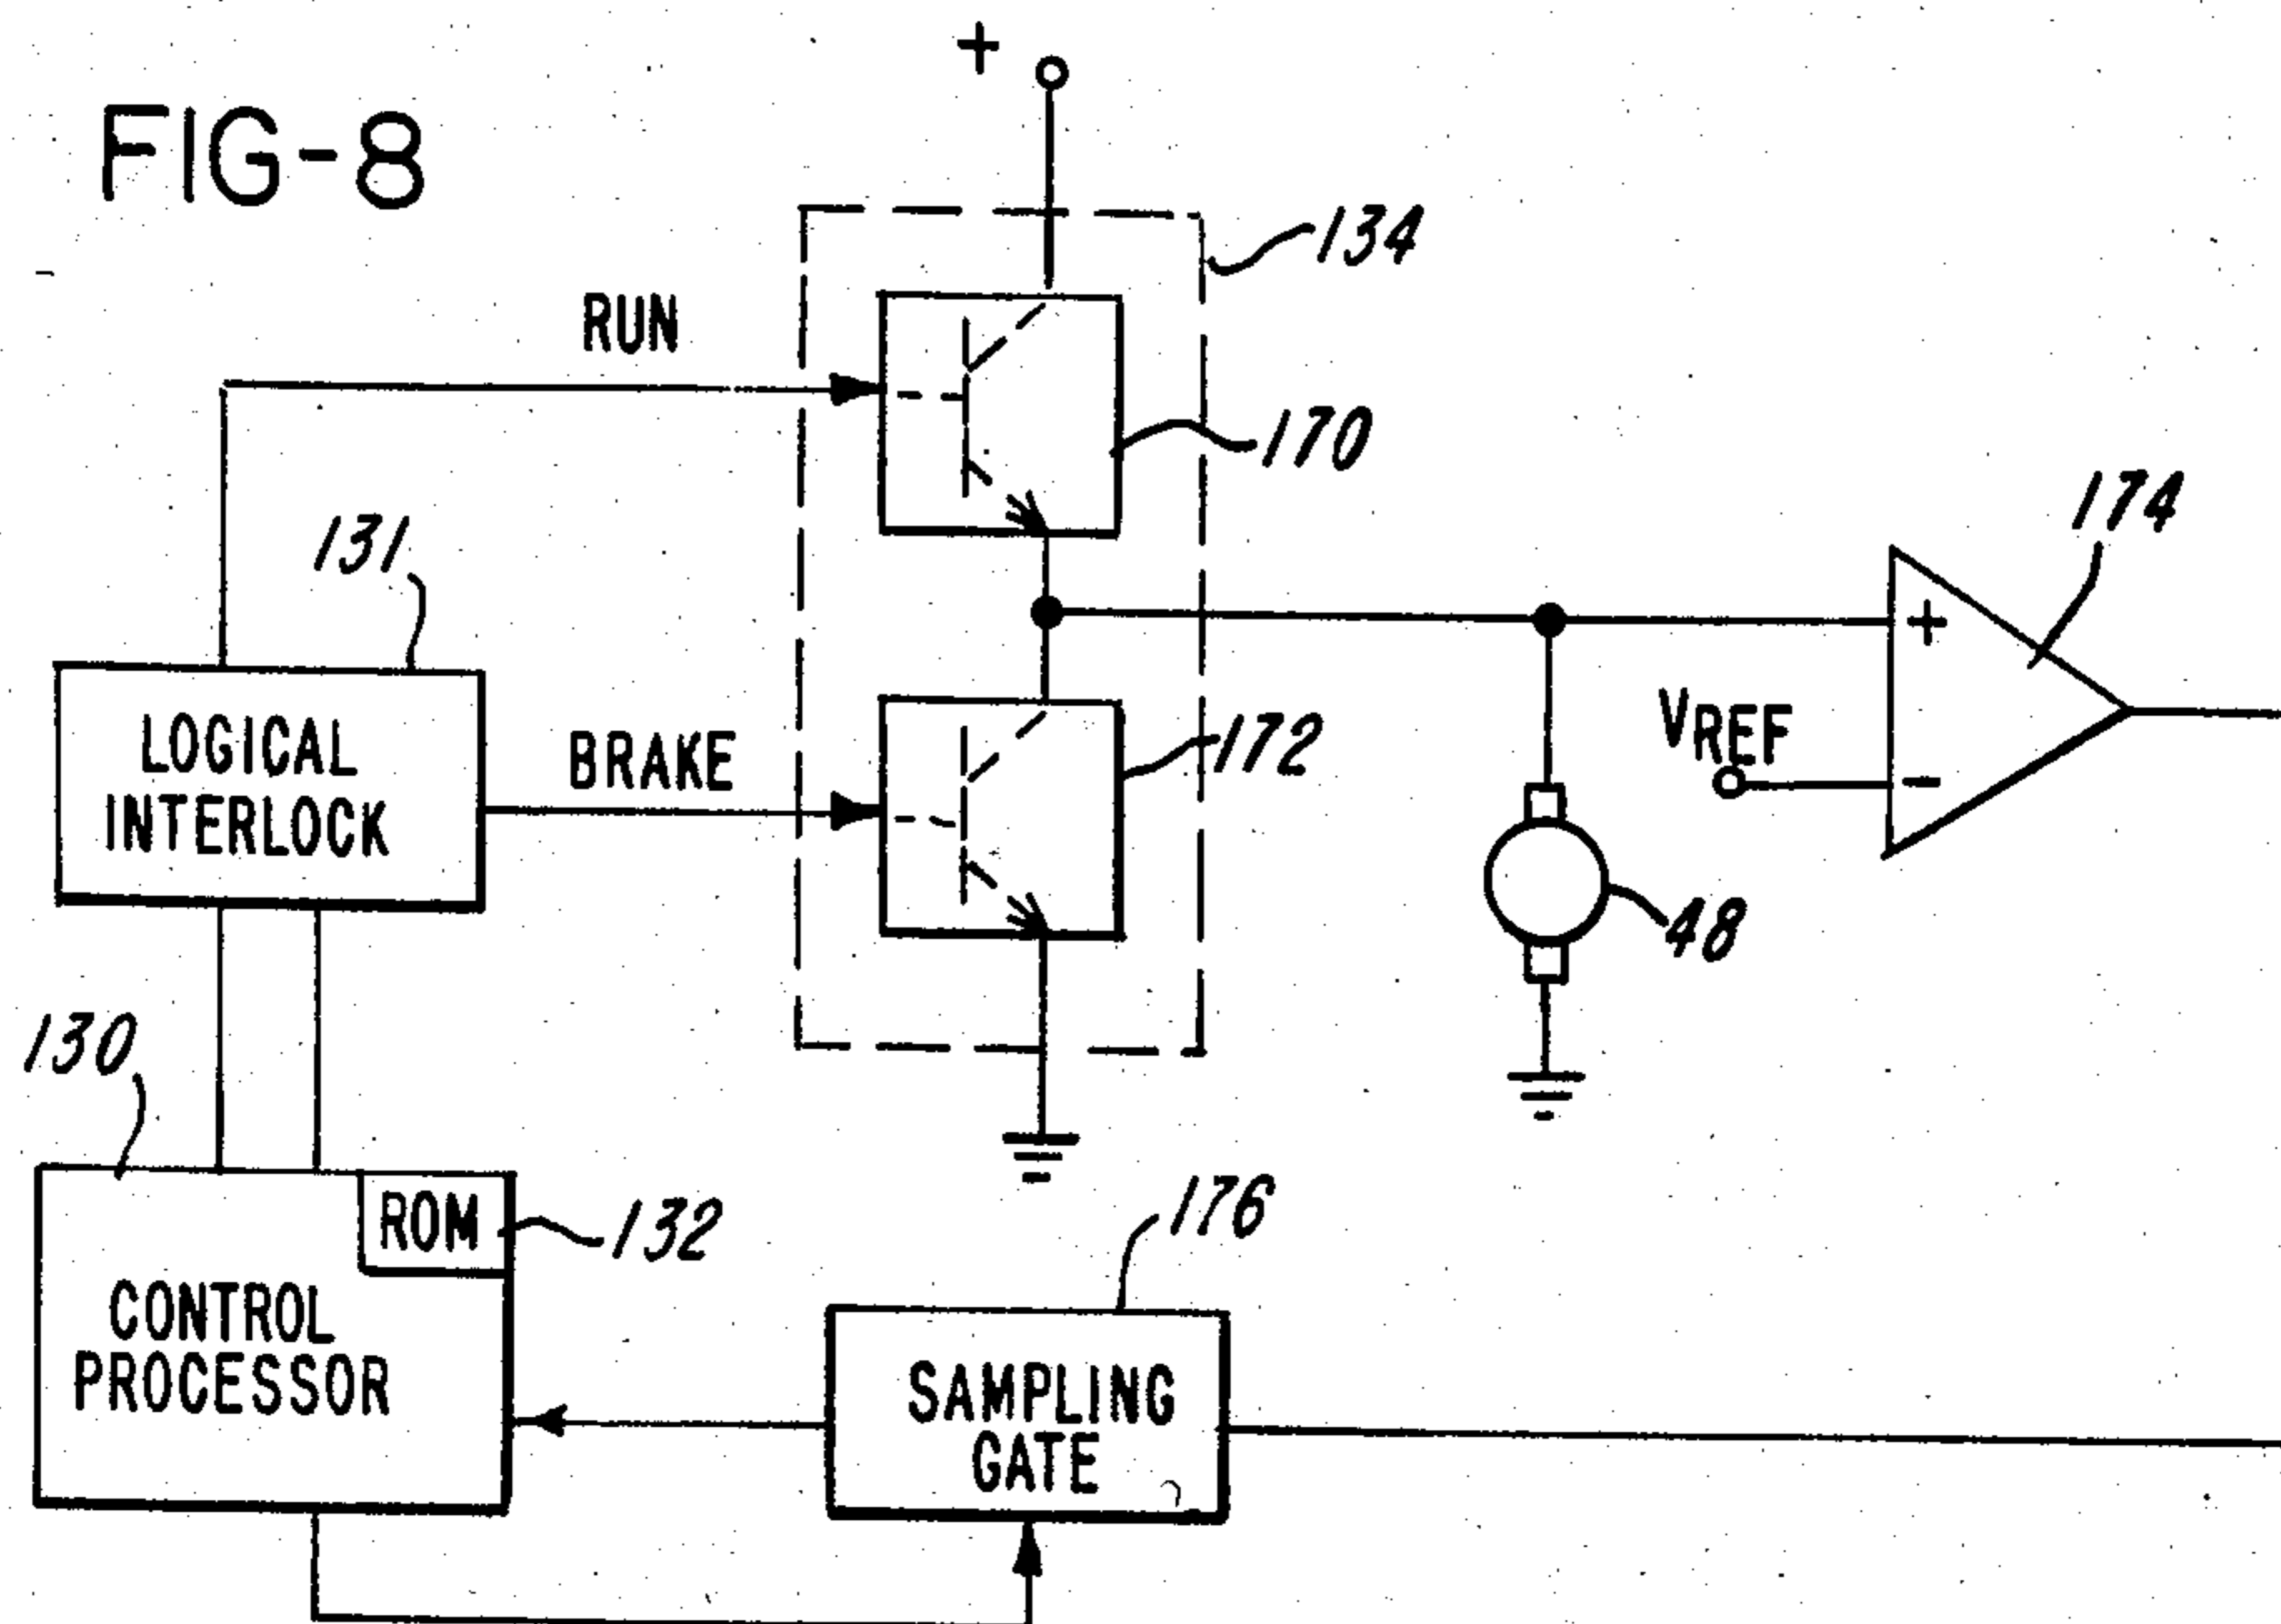 +
FIG-8
134
RUN
170
131
174
+
LOGICAL
INTERLOCK
BRAKE
172
VREF
-
48
130
ROM
132
176
CONTROL
PROCESSOR
SAMPLING
GATE